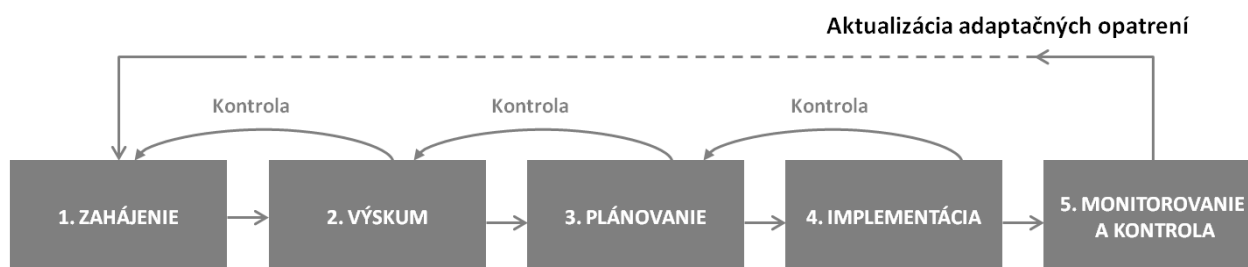 Aktualizácia adaptačných opatrení
Kontrola
Kontrola
Kontrola
1. ZAHÁJENIE
2. VÝSKUM
3. PLÁNOVANIE
4. IMPLEMENTÁCIA
5. MONITOROVANIE
A KONTROLA